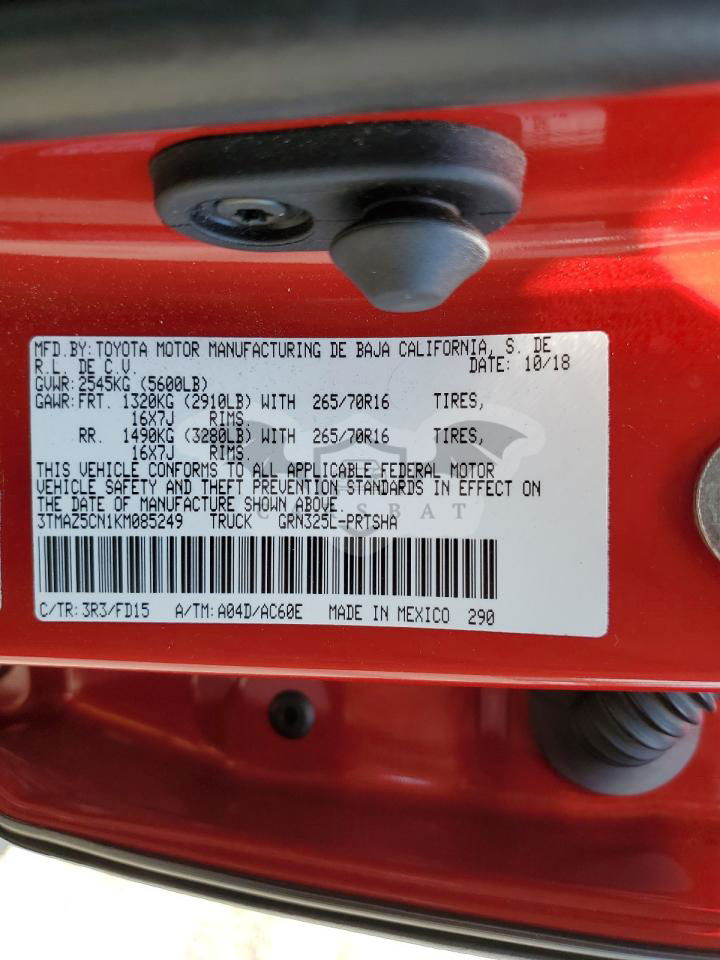 MFD.BY:TOYOTA MOTOR MANUFACTURING DE BAJA CALIFORNIA, S. DE
R.L. DE C.V. DATE: 10/18
GVWR:2545KG (5600LB)
GAWR:FRT. 1320KG (2910LB) WITH 265/70R16 TIRES,
16X7J RIMS.
RR. 1490KG (3280LB) WITH 265/70R16 TIRES,
16X7J RIMS.
THIS VEHICLE CONFORMS TO ALL APPLICABLE FEDERAL MOTOR
VEHICLE SAFETY AND THEFT PREVENTION STANDARDS IN EFFECT ON
THE DATE OF MANUFACTURE SHOWN ABOVE.
CARSBAT
3TMAZ5CN1KM085249 TRUCK GRN325L-PRTSHA
C/TR:3R3/FD15 A/TM:A04D/AC60E MADE IN MEXICO 290